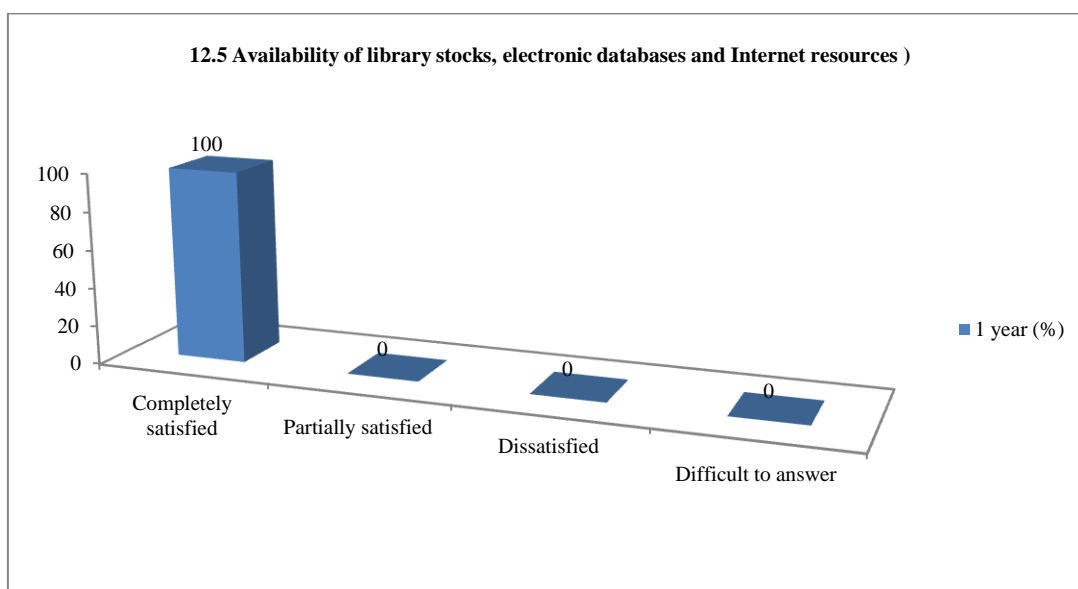 12.5 Availability of library stocks, electronic databases and Internet resources )
100
100
80
60
40
20
0
0
0
0
Completely
satisfied
Partially satisfied
Dissatisfied
Difficult to answer
1 year (%)